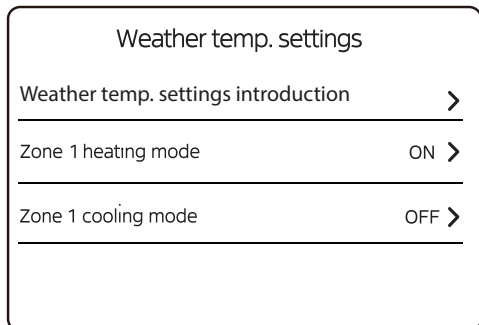 Weather temp. settings
Weather temp. settings introduction
Zone 1 heating mode ON
Zone 1 cooling mode OFF